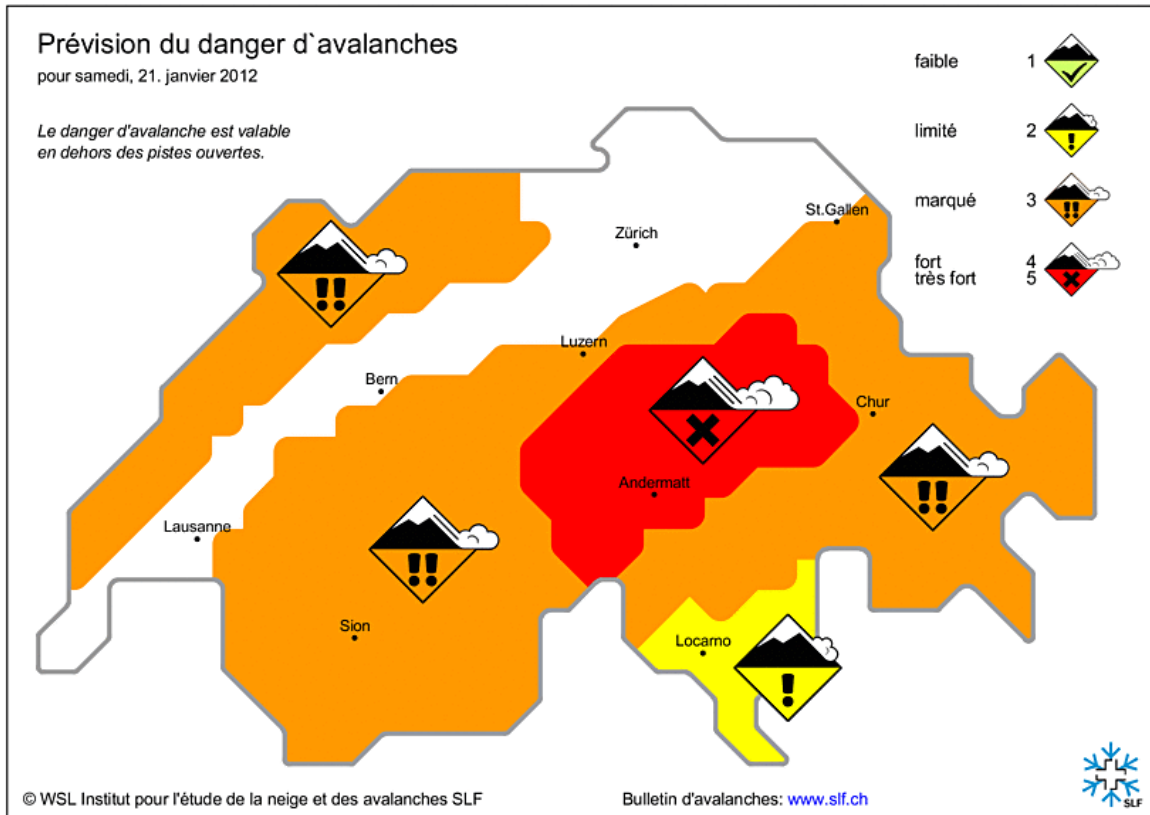 Prévision du danger d`avalanches
pour samedi, 21. janvier 2012
Le danger d'avalanche est valable
en dehors des pistes ouvertes.
faible 1
limité 2
marqué 3
fort 4
très fort 5
St.Gallen
Zürich
Luzern
Bern
Chur
Andermatt
Lausanne
Sion
Locarno
© WSL Institut pour l'étude de la neige et des avalanches SLF
Bulletin d'avalanches: www.slf.ch
SLF